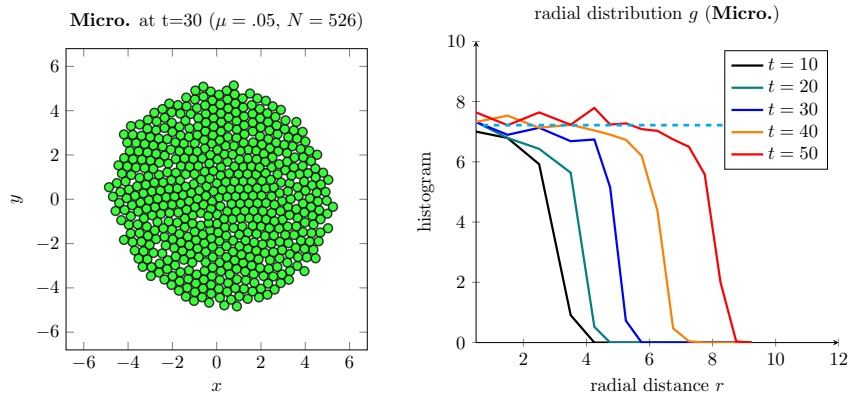 Micro. at t=30 (μ = .05, N = 526)
6
4
2
0
−2
−4
−6
y
−6 −4 −2 0 2 4 6
x
radial distribution g (Micro.)
10
8
6
4
2
0
histogram
2 4 6 8 10 12
radial distance r
t = 10
t = 20
t = 30
t = 40
t = 50